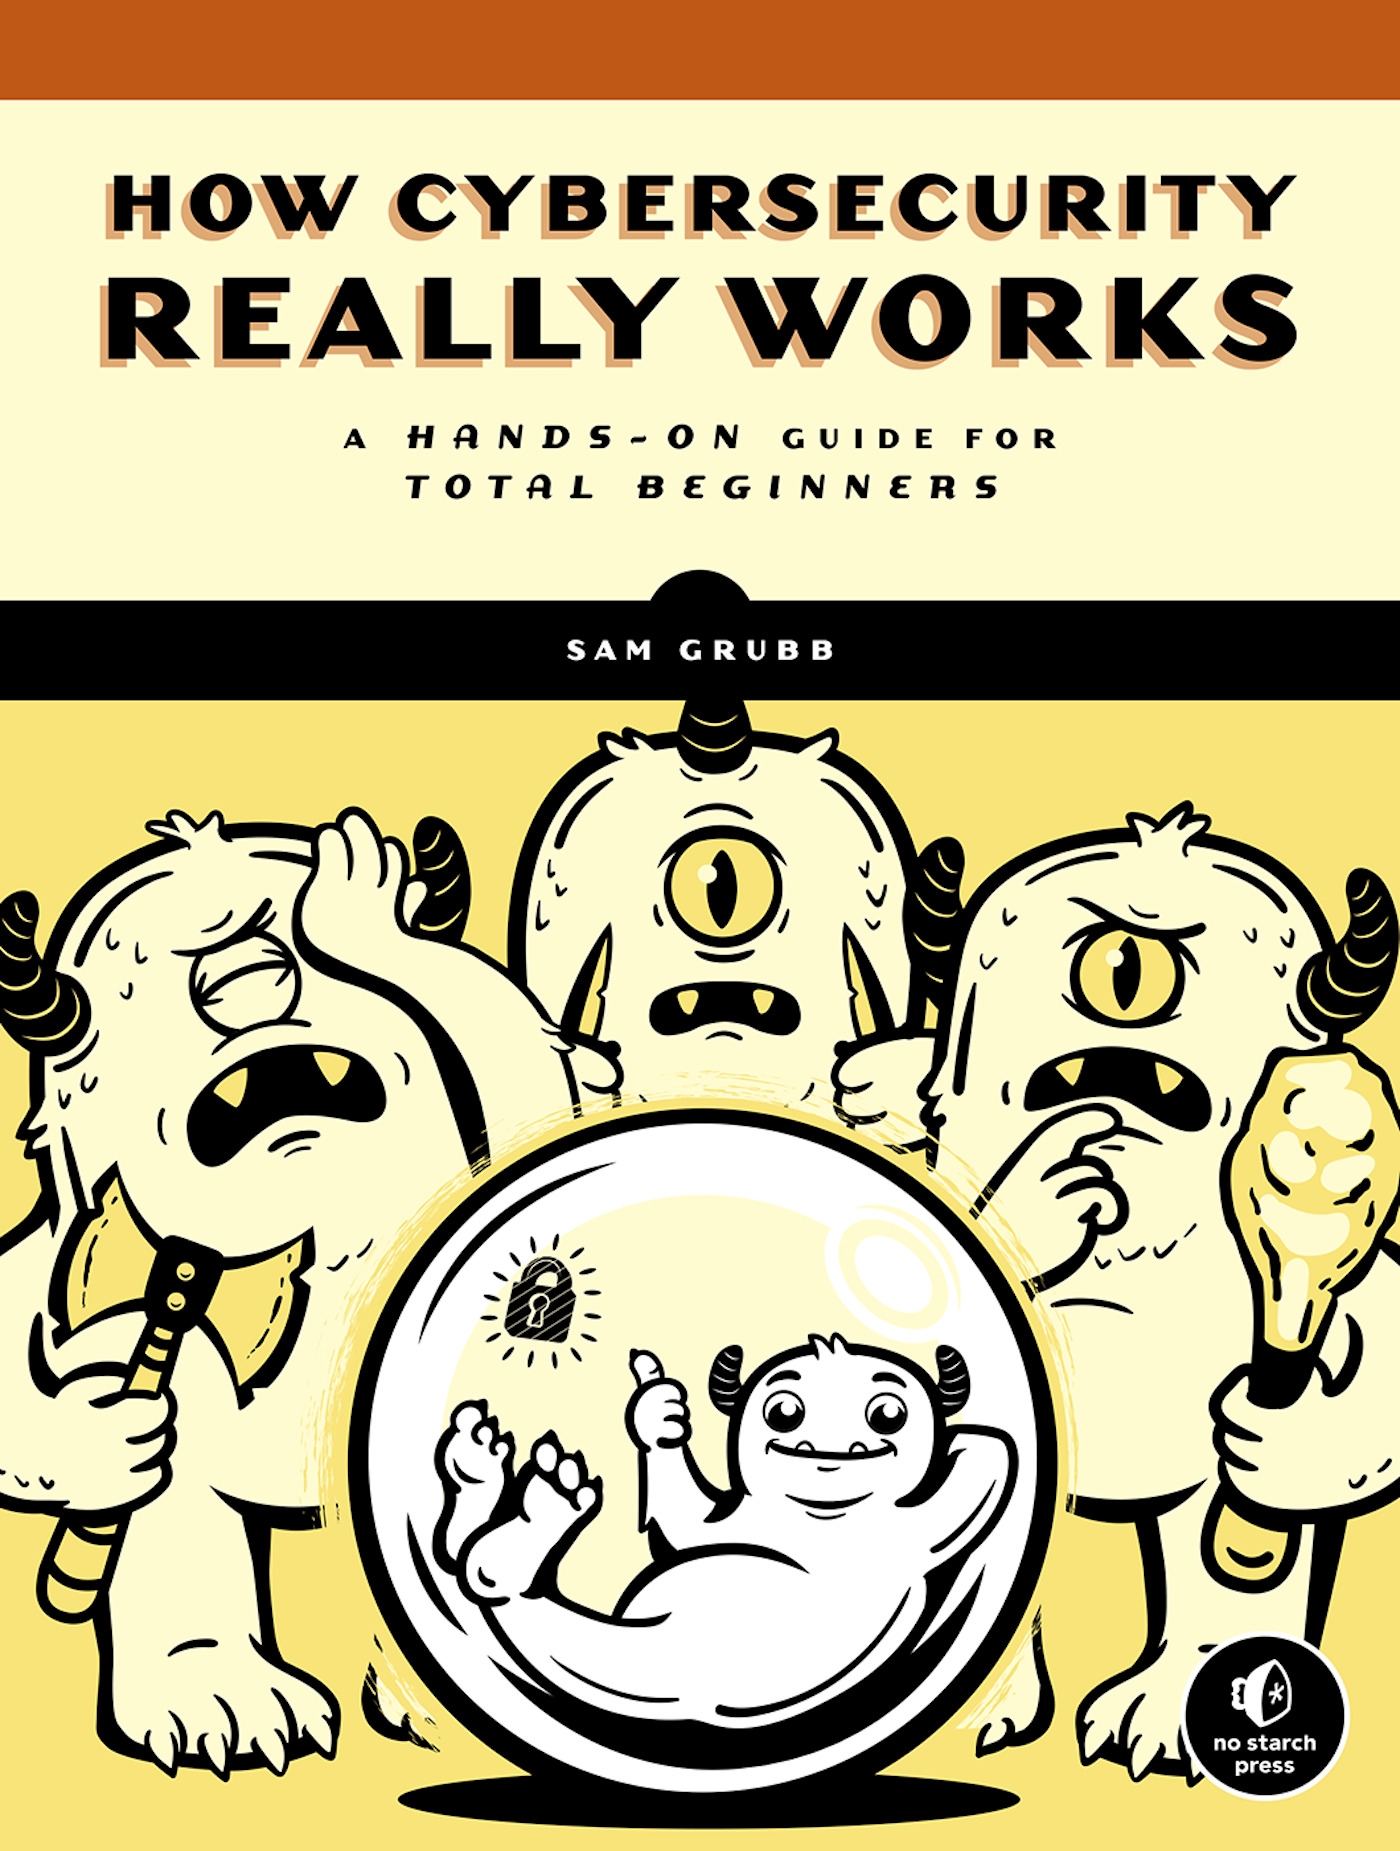 HOW CYBERSECURITY
REALLY WORKS
A HANDS-ON GUIDE FOR
TOTAL BEGINNERS
SAM GRUBB
no starch
press